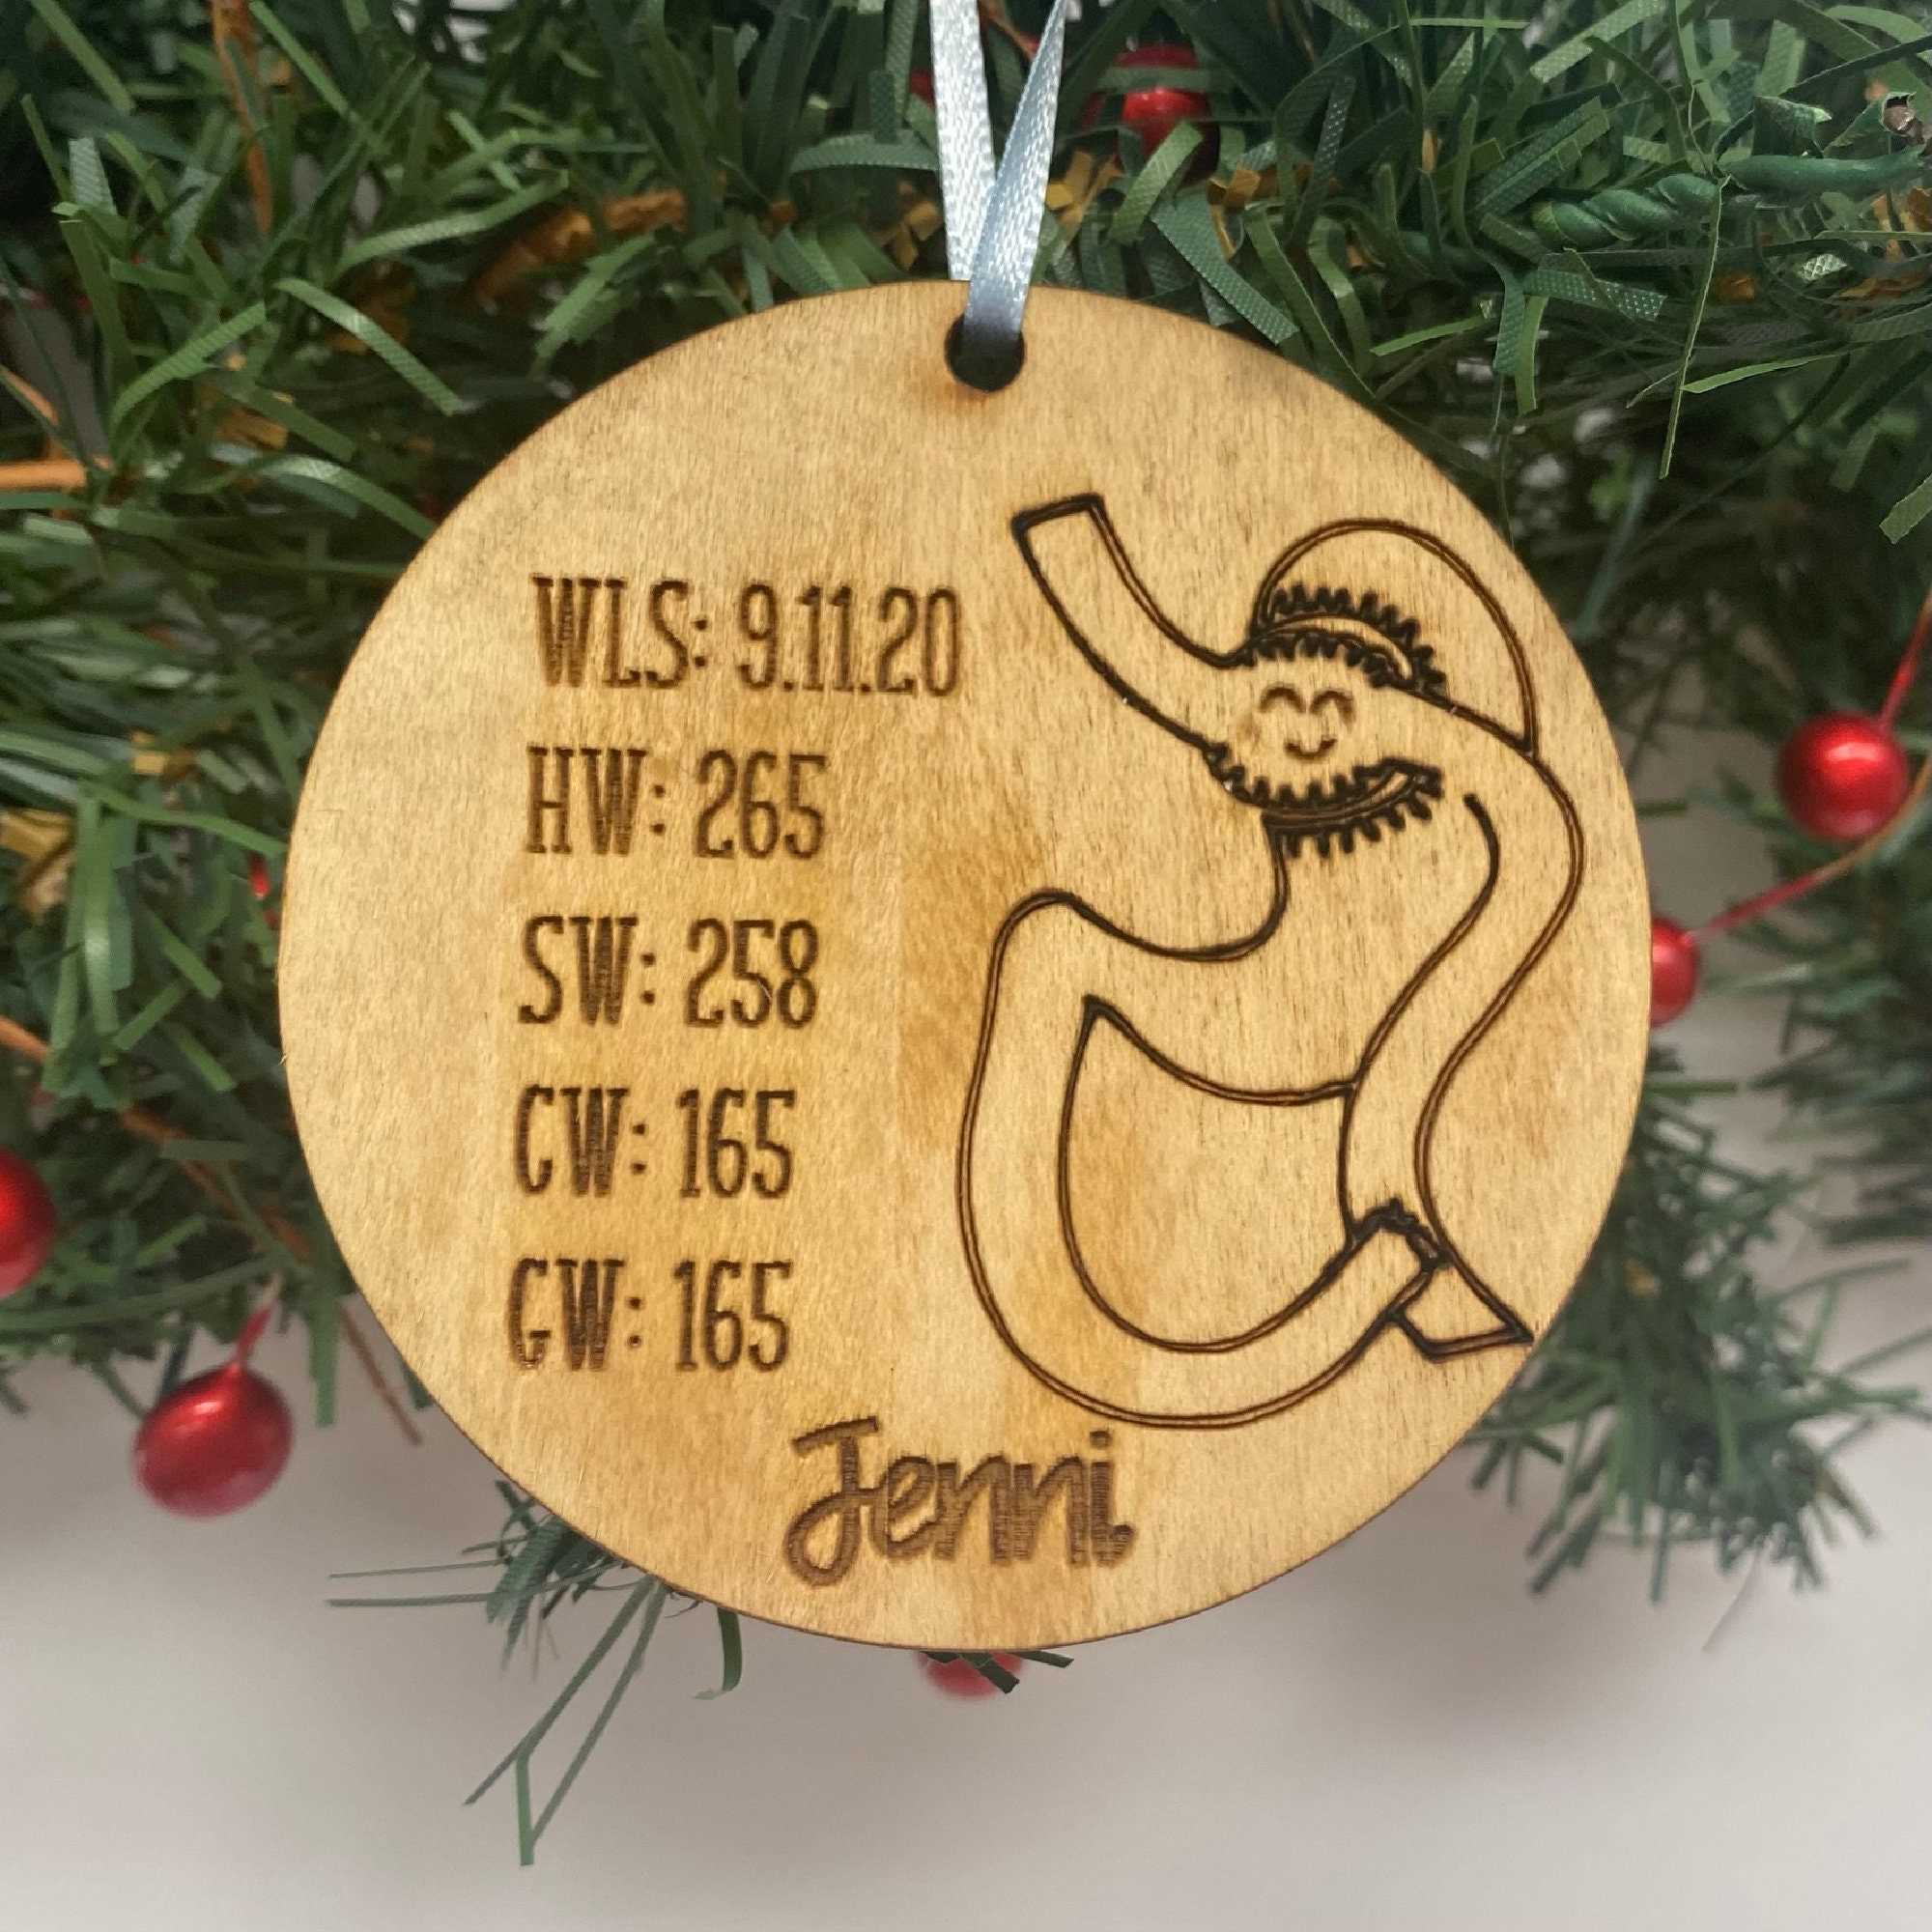 WLS: 9.11.20
HW: 265
SW: 258
CW: 165
GW: 165
Jenni